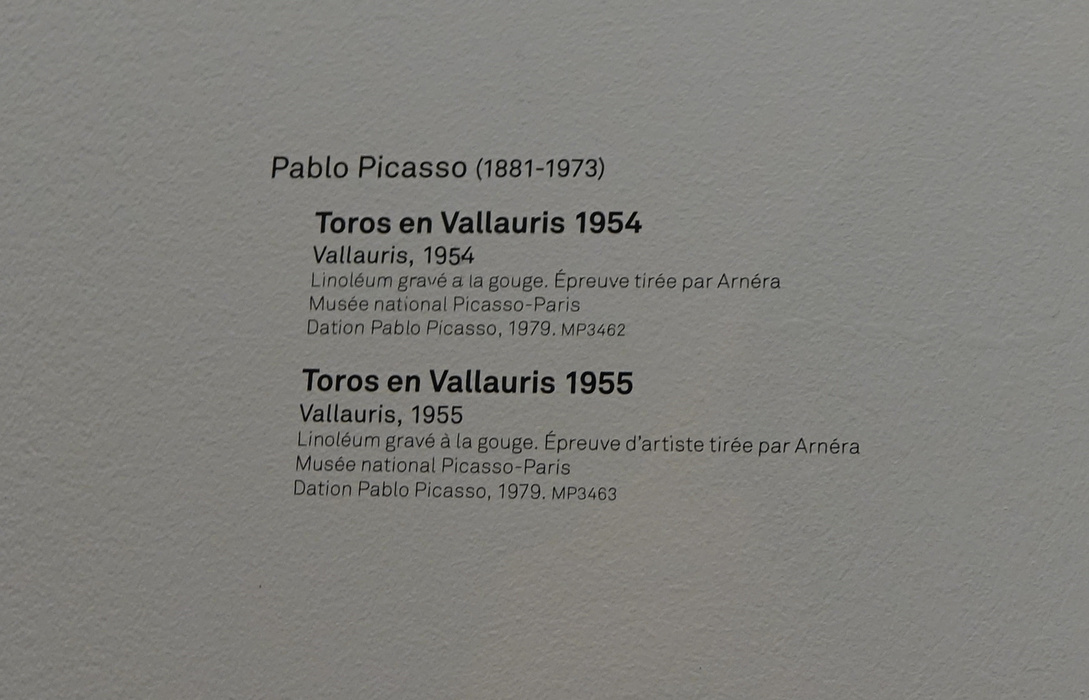 Pablo Picasso (1881-1973)
Toros en Vallauris 1954
Vallauris, 1954
Linoléum gravé a la gouge. Épreuve tirée par Arnéra
Musée national Picasso-Paris
Dation Pablo Picasso, 1979. MP3462
Toros en Vallauris 1955
Vallauris, 1955
Linoléum gravé à la gouge. Épreuve d'artiste tirée par Arnéra
Musée national Picasso-Paris
Dation Pablo Picasso, 1979. MP3463